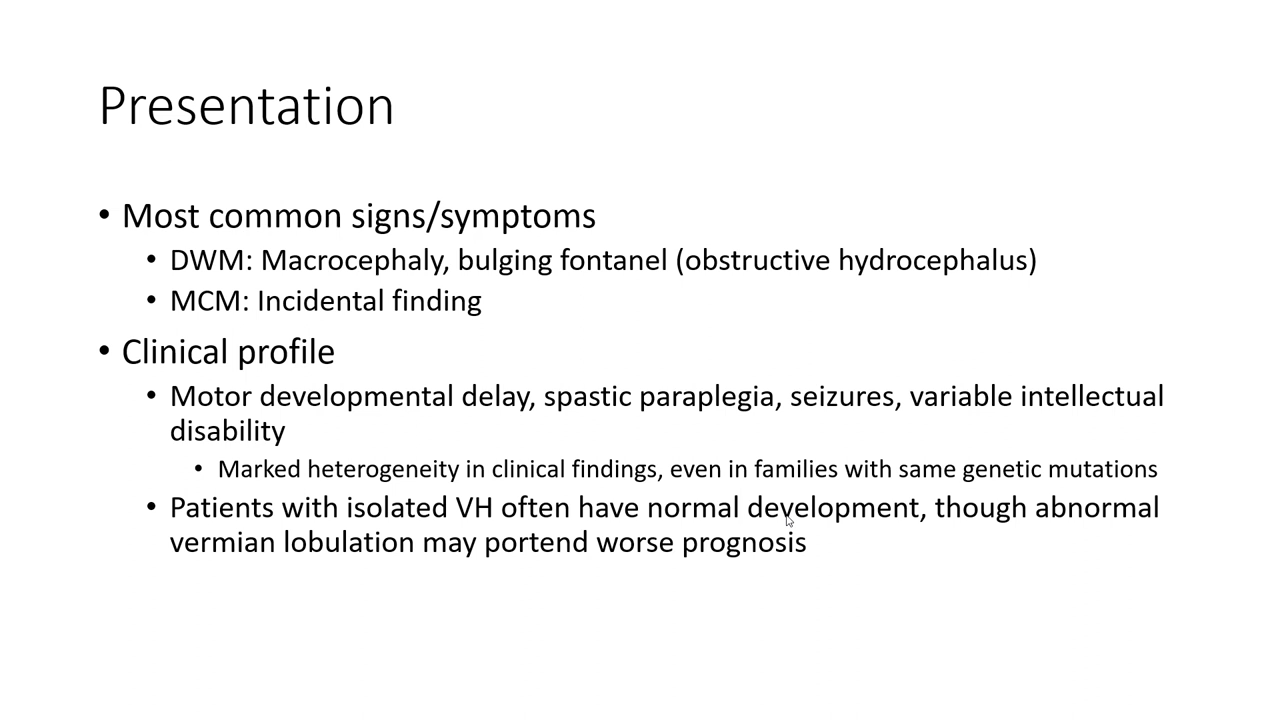 Presentation
• Most common signs/symptoms
• DWM: Macrocephaly, bulging fontanel (obstructive hydrocephalus)
• MCM: Incidental finding
• Clinical profile
• Motor developmental delay, spastic paraplegia, seizures, variable intellectual
disability
• Marked heterogeneity in clinical findings, even in families with same genetic mutations
• Patients with isolated VH often have normal development, though abnormal
vermian lobulation may portend worse prognosis